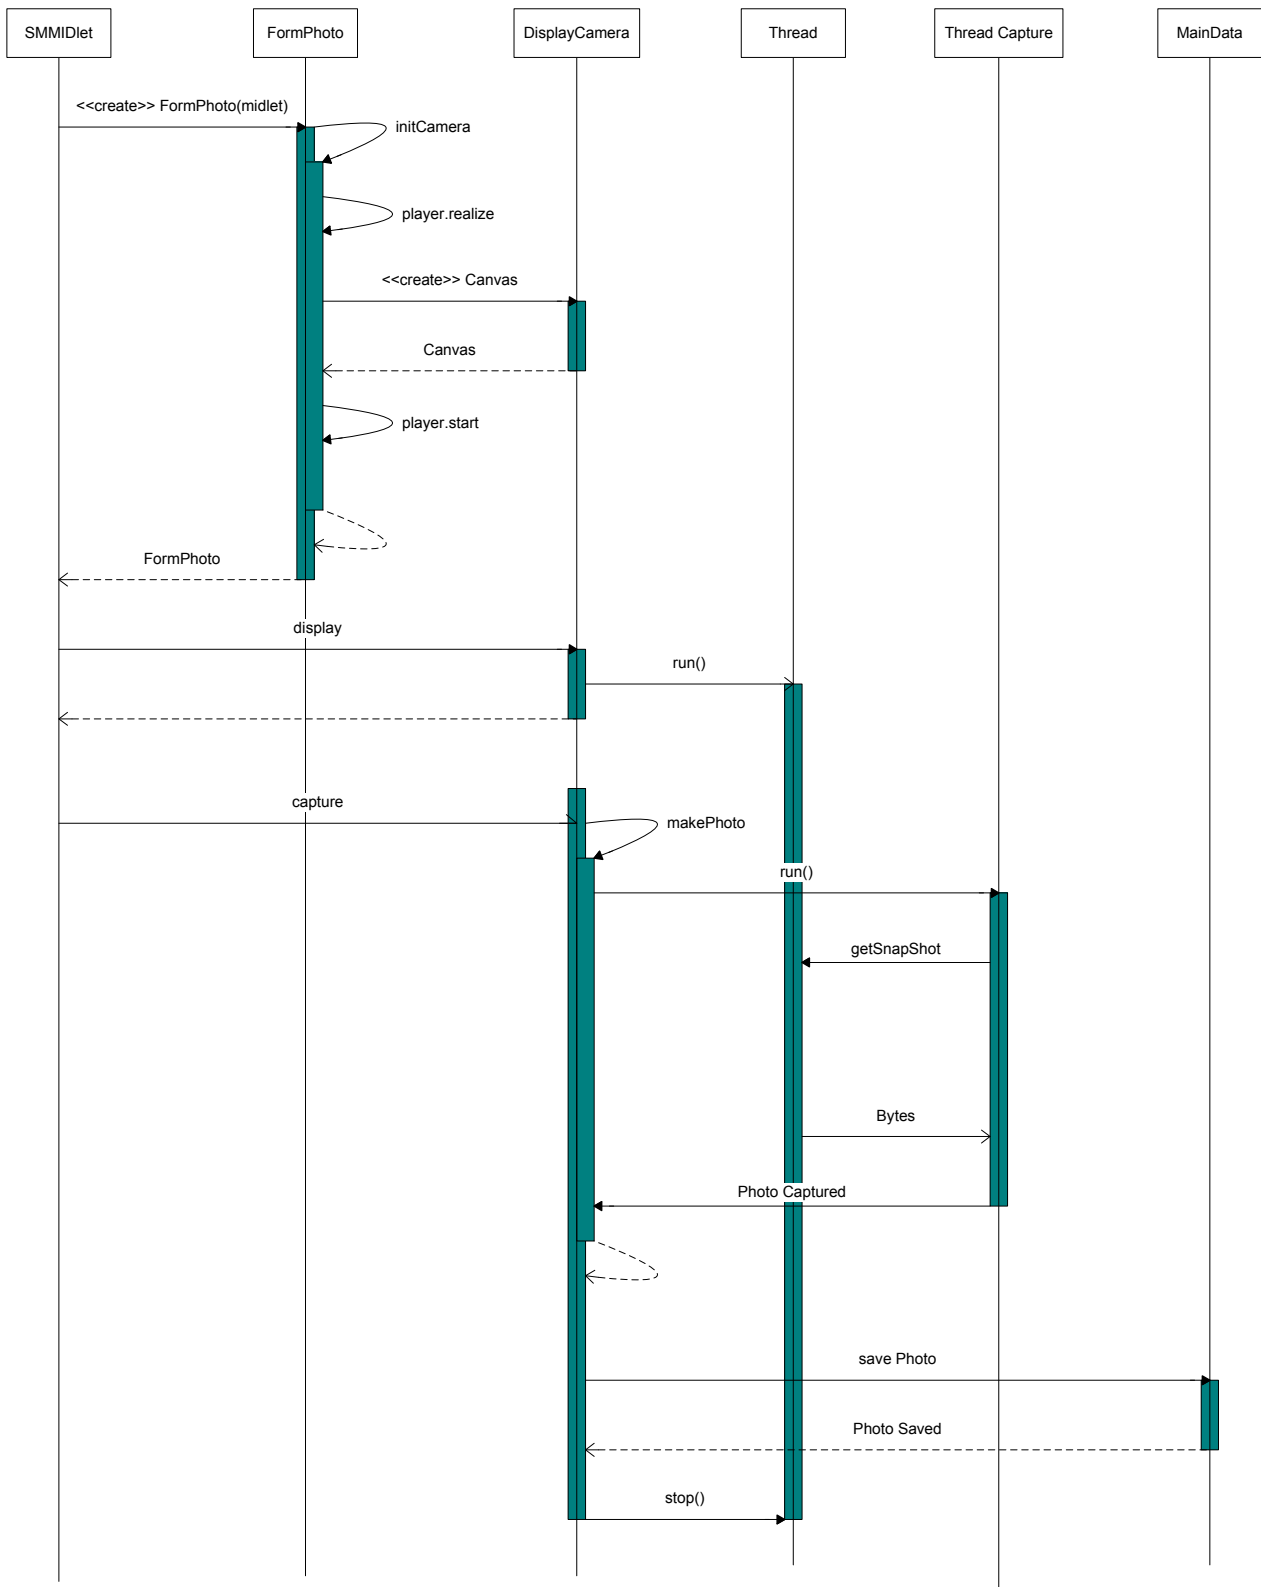 SMMIDlet
FormPhoto
DisplayCamera
Thread
Thread Capture
MainData
<<create>> FormPhoto(midlet)
initCamera
player.realize
<<create>> Canvas
Canvas
player.start
FormPhoto
display
run()
capture
makePhoto
run()
getSnapShot
Bytes
Photo Captured
save Photo
Photo Saved
stop()